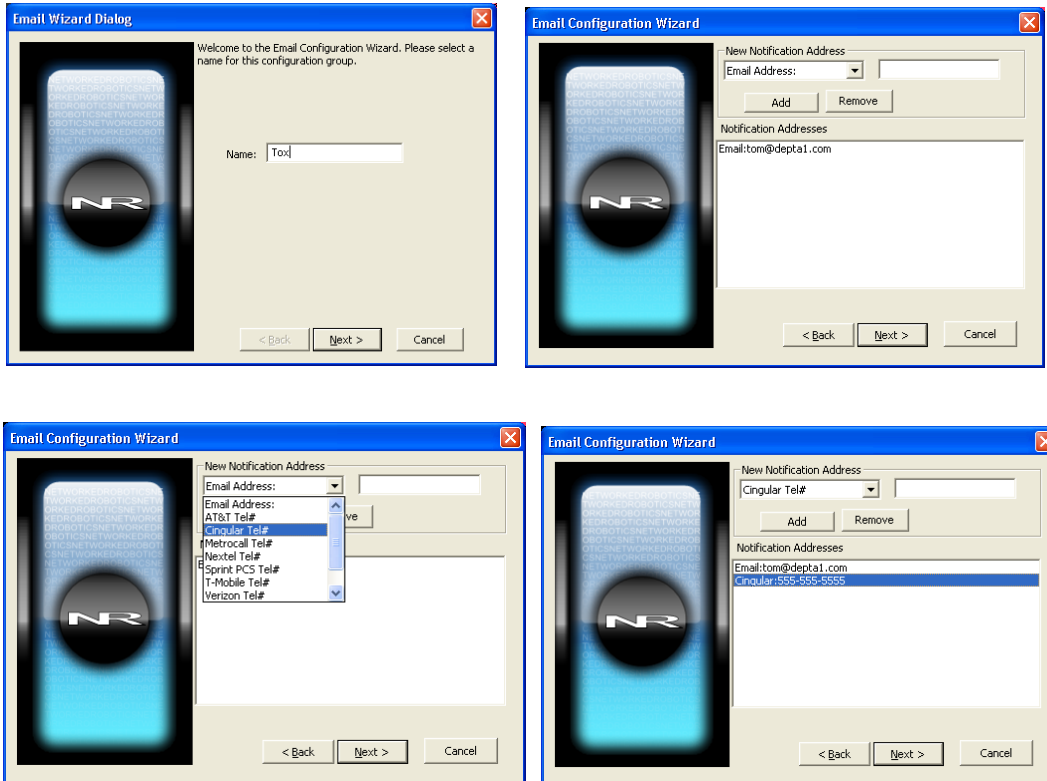 Email Wizard Dialog
Welcome to the Email Configuration Wizard. Please select a
name for this configuration group.
Name: Tox
NR
< Back Next > Cancel
Email Configuration Wizard
New Notification Address
Email Address:
Add Remove
Notification Addresses
Email:tom@depta1.com
NR
< Back Next > Cancel
Email Configuration Wizard
New Notification Address
Email Address:
Email Address:
AT&T Tel#
Cingular Tel#
Metrocall Tel#
Nextel Tel#
Sprint PCS Tel#
T-Mobile Tel#
Verizon Tel#
NR
< Back Next > Cancel
Email Configuration Wizard
New Notification Address
Cingular Tel#
Add Remove
Notification Addresses
Email:tom@depta1.com
Cingular:555-555-5555
NR
< Back Next > Cancel